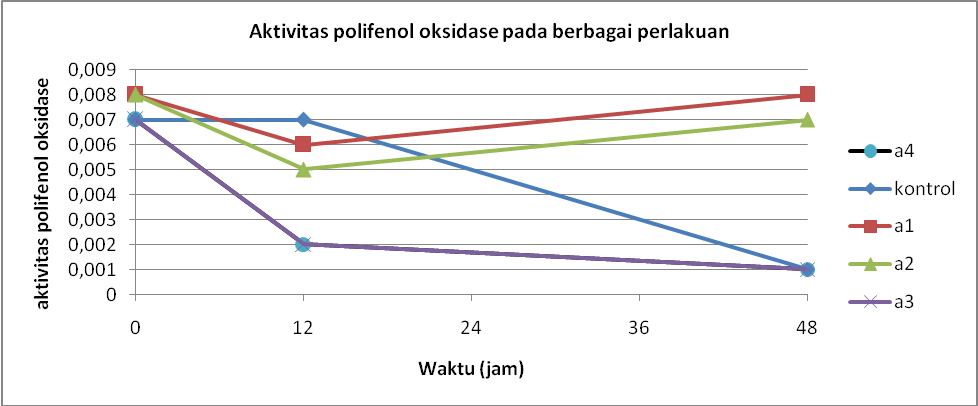 Aktivitas polifenol oksidase pada berbagai perlakuan
aktivitas polifenol oksidase
0,009
0,008
0,007
0,006
0,005
0,004
0,003
0,002
0,001
0
0 12 24 36 48
Waktu (jam)
a4
kontrol
a1
a2
a3